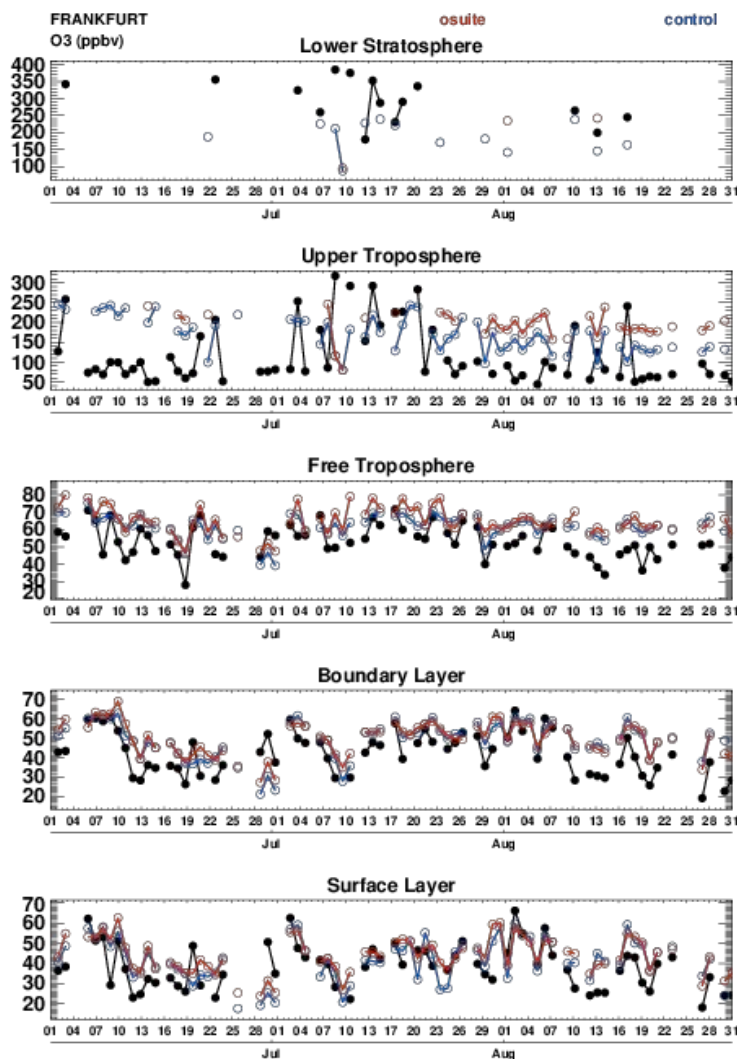 FRANKFURT osuite control
O3 (ppbv)
Lower Stratosphere
400
350
300
250
200
150
100
01 04 07 10 13 16 19 22 25 28 01 04 07 10 13 16 19 22 25 29 01 04 07 10 13 16 19 22 25 28 31
Jul Aug
Upper Troposphere
300
250
200
150
100
50
01 04 07 10 13 16 19 22 25 28 01 04 07 10 13 16 19 22 25 29 01 04 07 10 13 16 19 22 25 28 31
Jul Aug
Free Troposphere
80
70
60
50
40
30
20
01 04 07 10 13 16 19 22 25 28 01 04 07 10 13 16 19 22 25 29 01 04 07 10 13 16 19 22 25 28 31
Jul Aug
Boundary Layer
70
60
50
40
30
20
01 04 07 10 13 16 19 22 25 28 01 04 07 10 13 16 19 22 25 29 01 04 07 10 13 16 19 22 25 28 31
Jul Aug
Surface Layer
70
60
50
40
30
20
01 04 07 10 13 16 19 22 25 28 01 04 07 10 13 16 19 22 25 29 01 04 07 10 13 16 19 22 25 28 31
Jul Aug